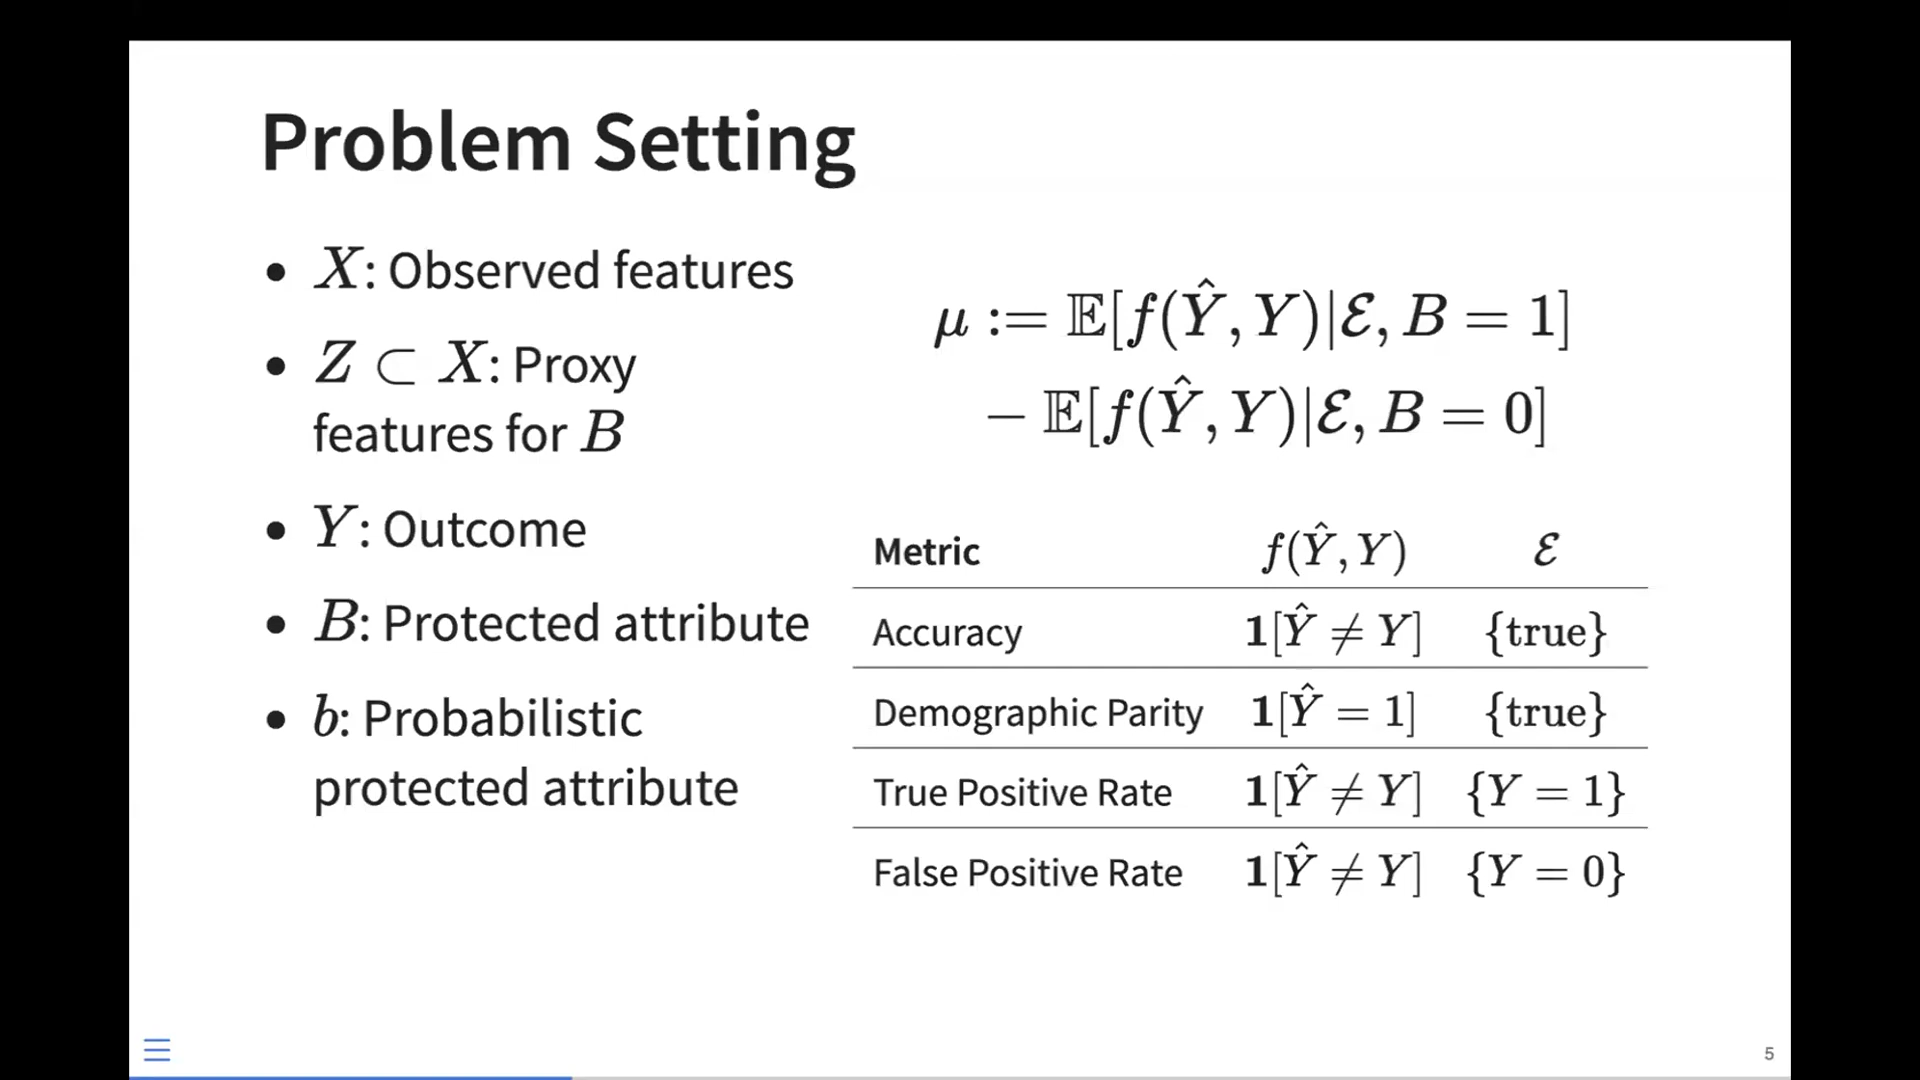 Problem Setting
• X: Observed features
• Z ⊂ X: Proxy
features for B
• Y: Outcome
• B: Protected attribute
• b: Probabilistic
protected attribute
μ := 𝔼[f(Ŷ, Y)|ℰ, B = 1]
− 𝔼[f(Ŷ, Y)|ℰ, B = 0]
Metric f(Ŷ, Y) ℰ
Accuracy 𝟏[Ŷ ≠ Y] {true}
Demographic Parity 𝟏[Ŷ = 1] {true}
True Positive Rate 𝟏[Ŷ ≠ Y] {Y = 1}
False Positive Rate 𝟏[Ŷ ≠ Y] {Y = 0}
5